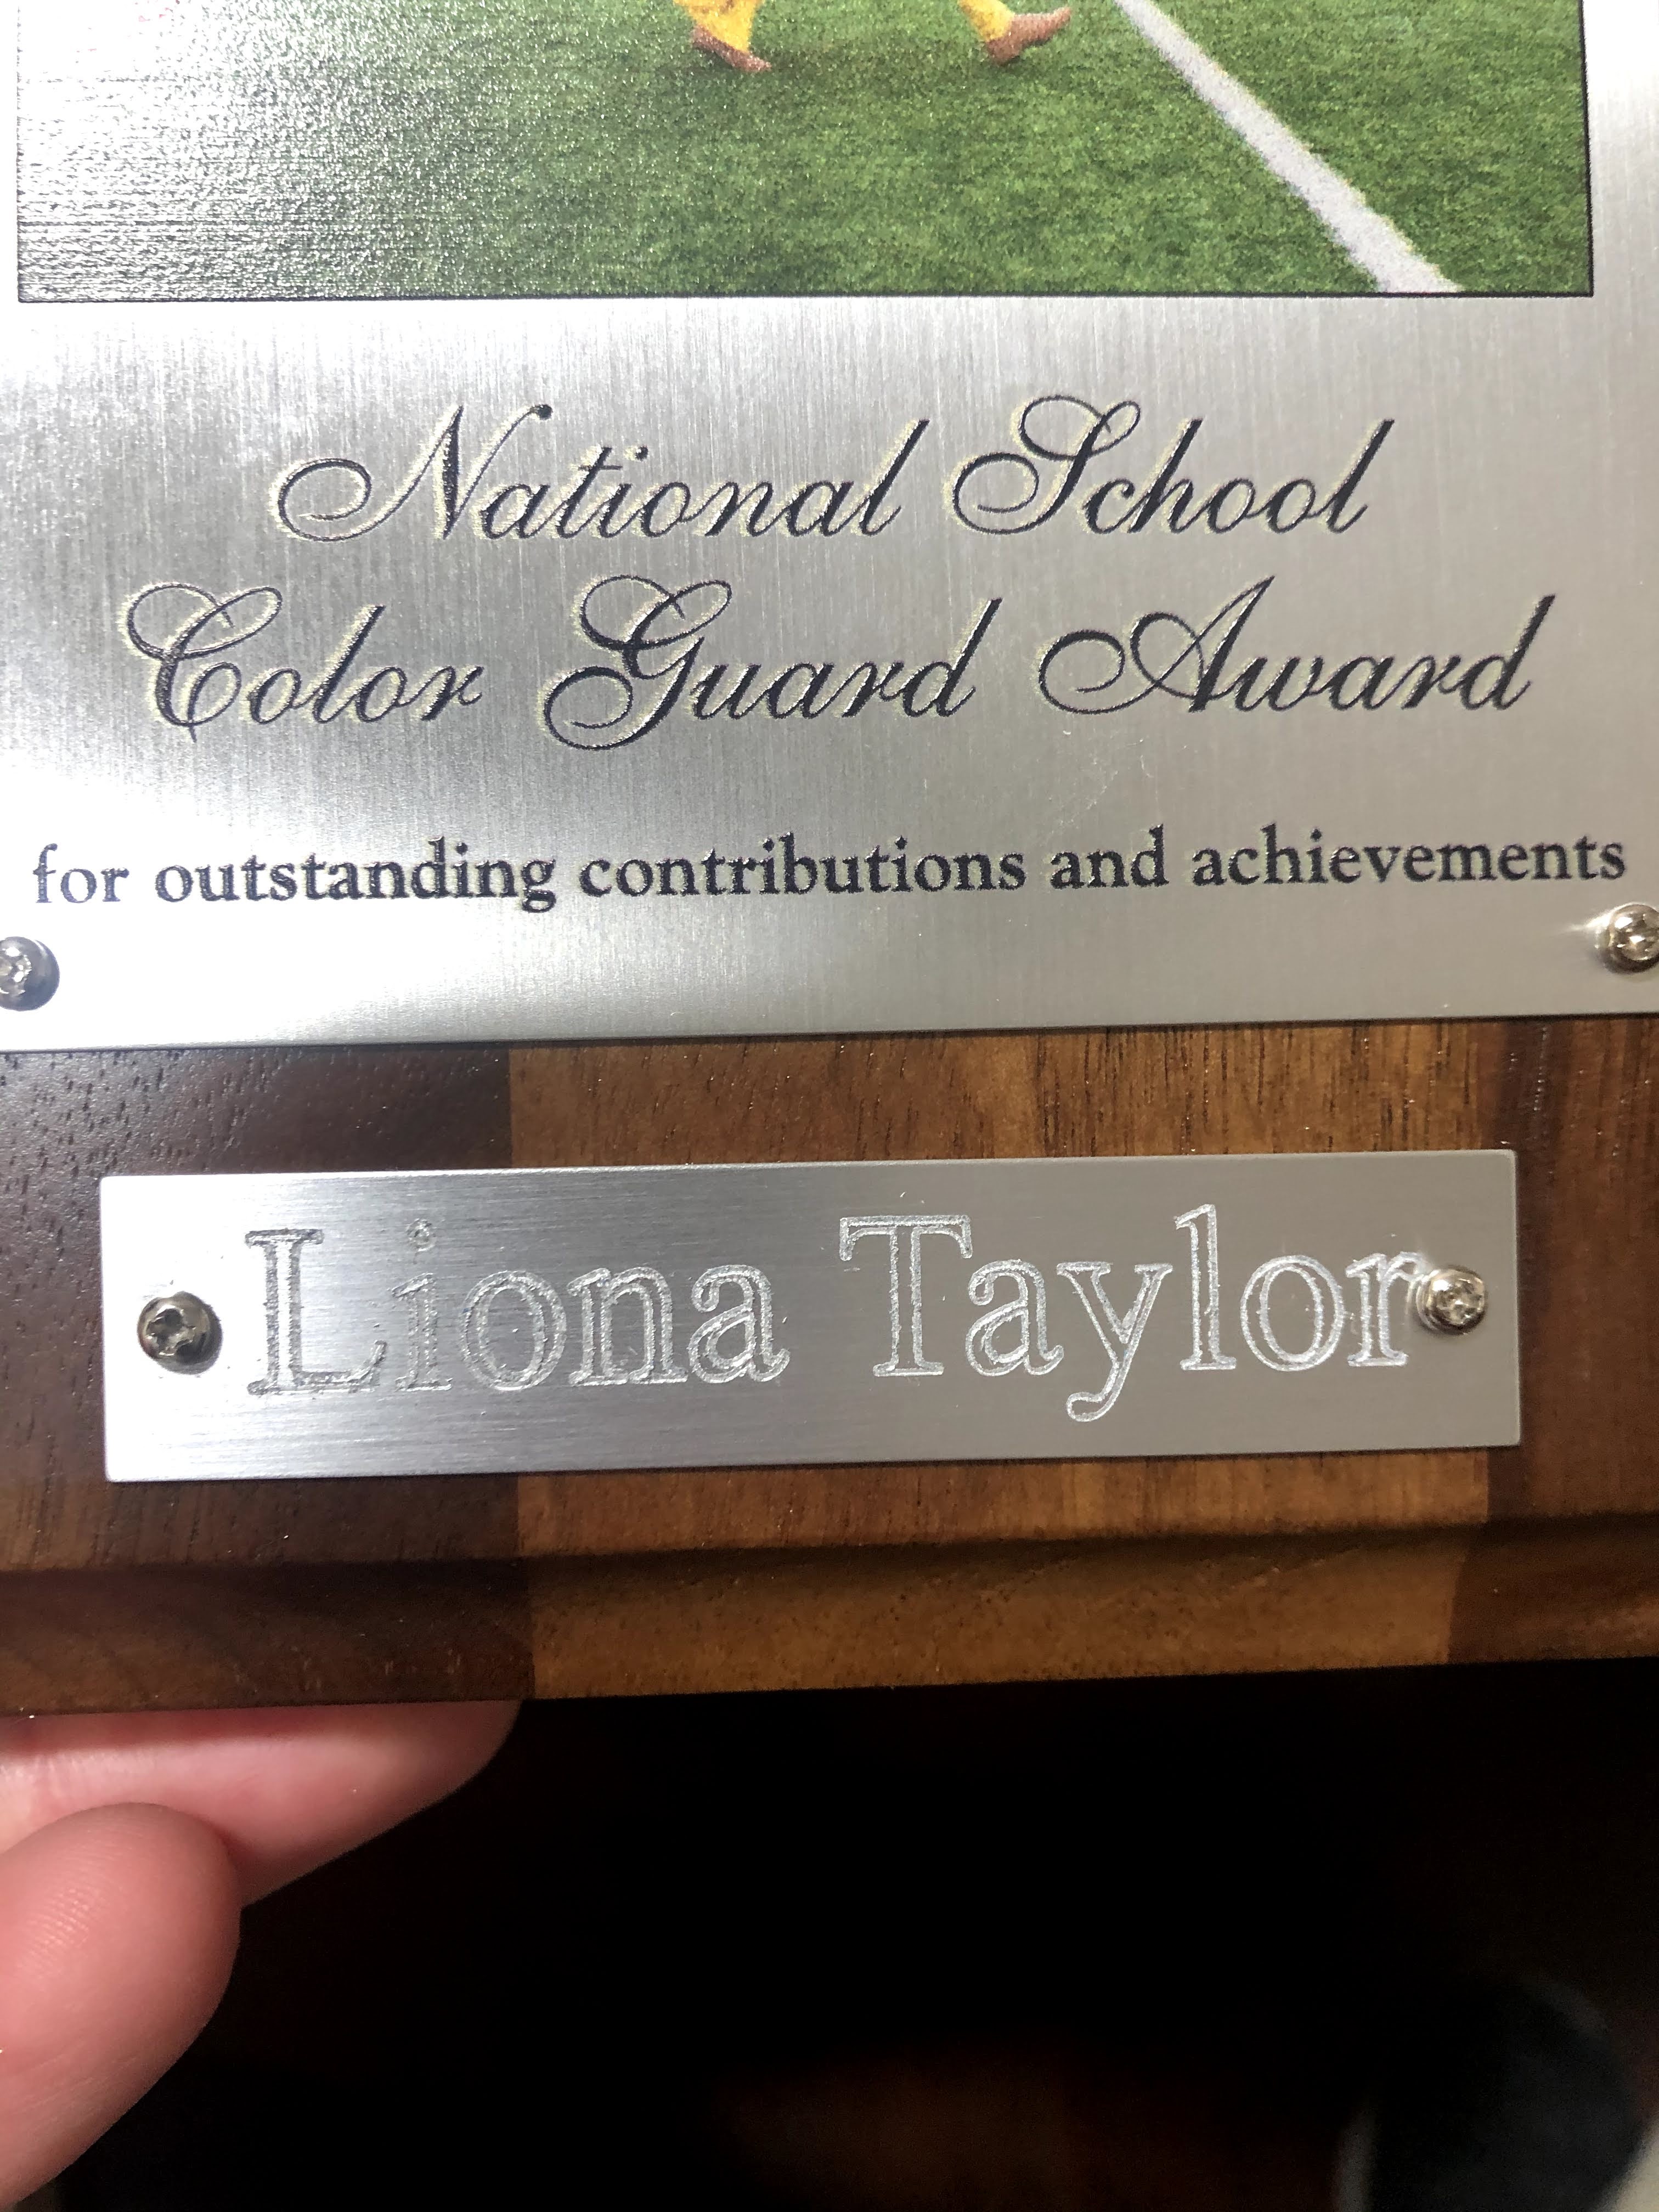 National School
Color Guard Award
for outstanding contributions and achievements
Liona Taylor